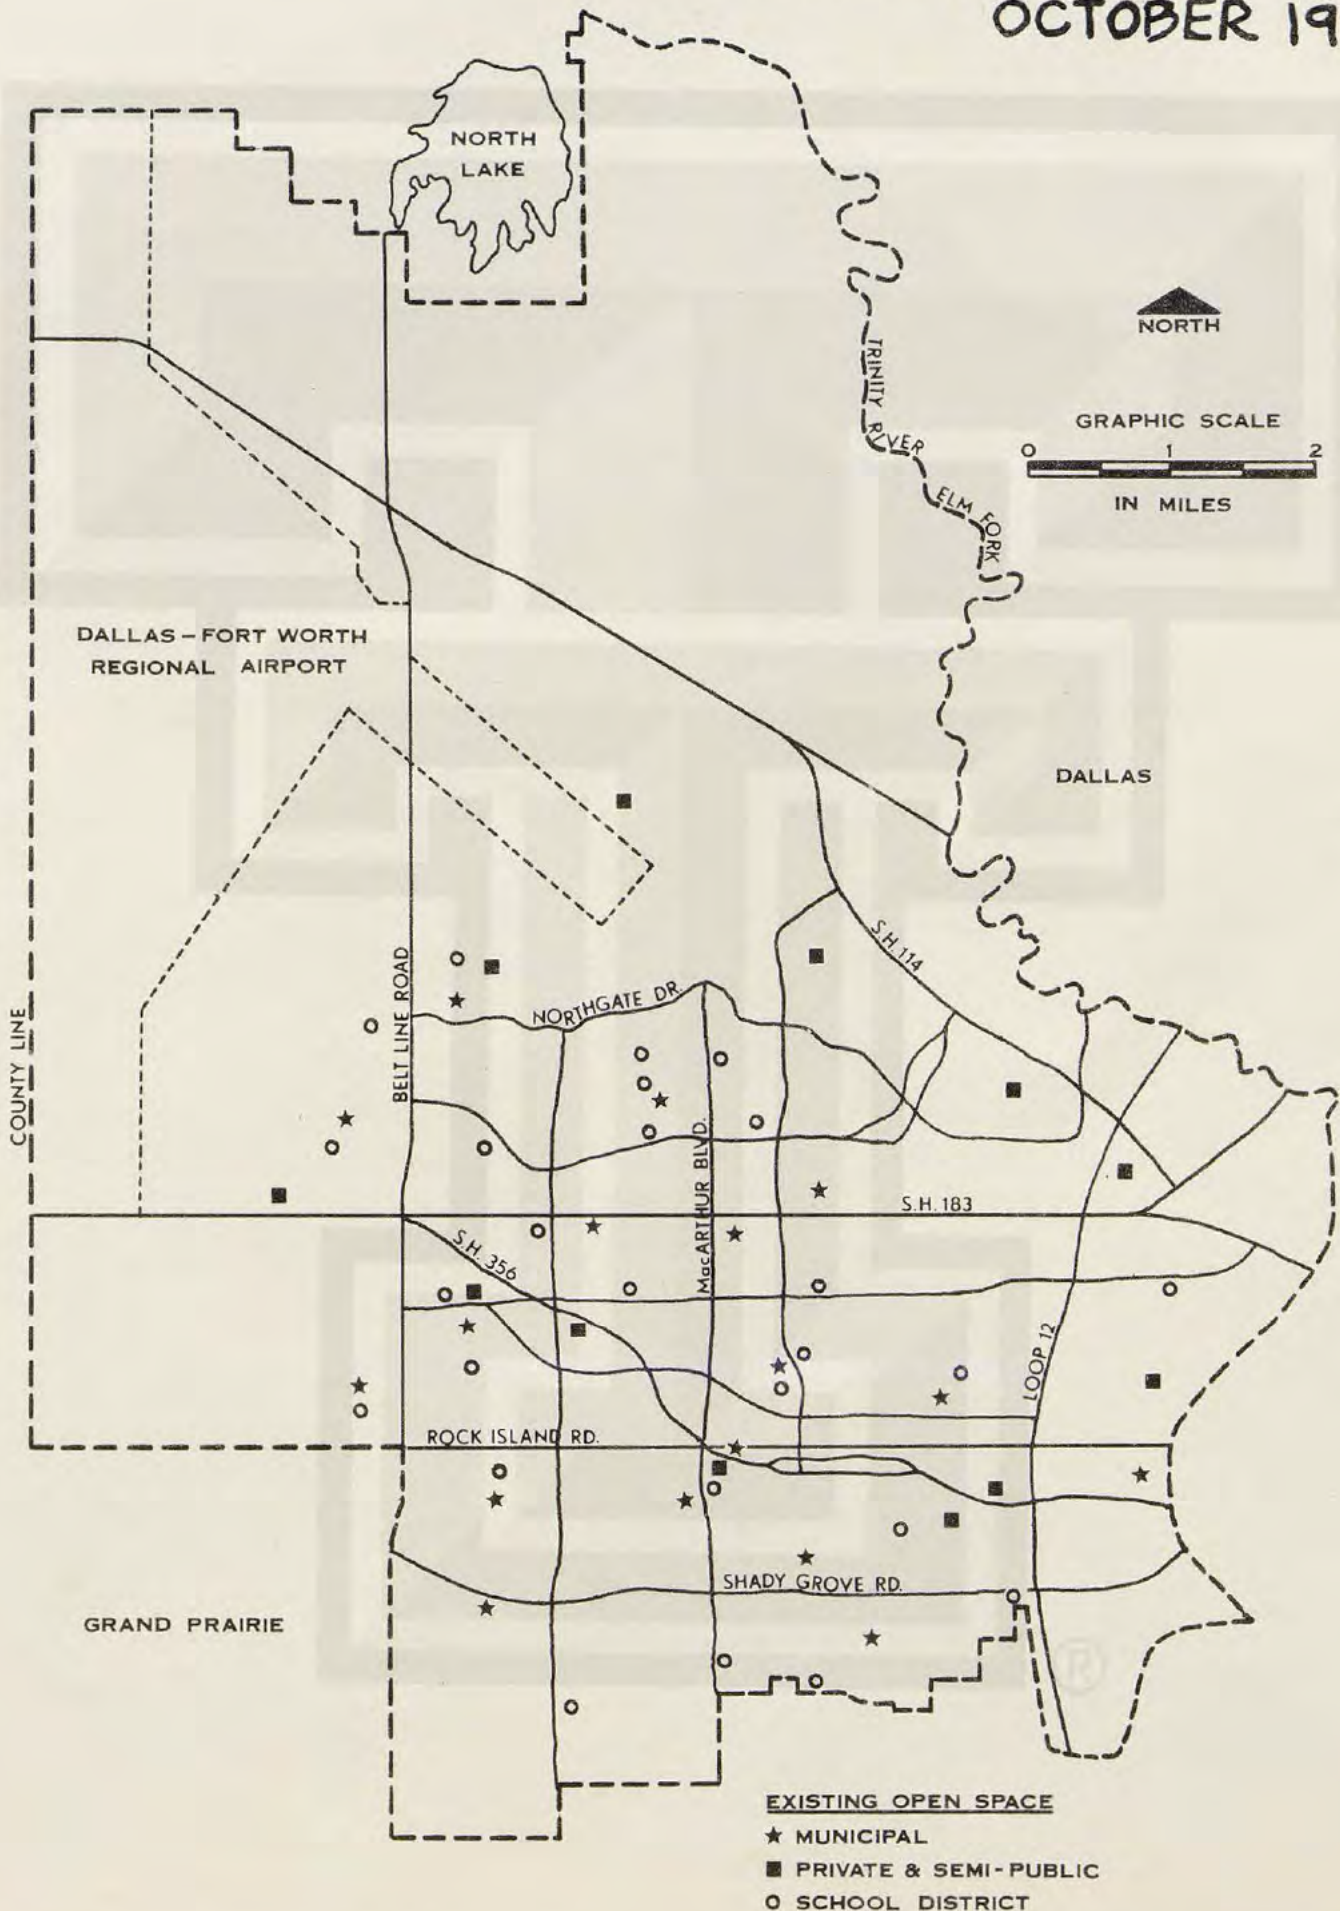 OCTOBER 19
NORTH
LAKE
NORTH
TRINITY RIVER
GRAPHIC SCALE
0 1 2
IN MILES
ELM FORK
DALLAS – FORT WORTH
REGIONAL AIRPORT
DALLAS
S.H. 114
BELT LINE ROAD
NORTHGATE DR.
COUNTY LINE
MacARTHUR BLVD.
S.H. 183
S.H. 356
LOOP 12
ROCK ISLAND RD.
SHADY GROVE RD.
GRAND PRAIRIE
®
EXISTING OPEN SPACE
★ MUNICIPAL
■ PRIVATE & SEMI-PUBLIC
○ SCHOOL DISTRICT